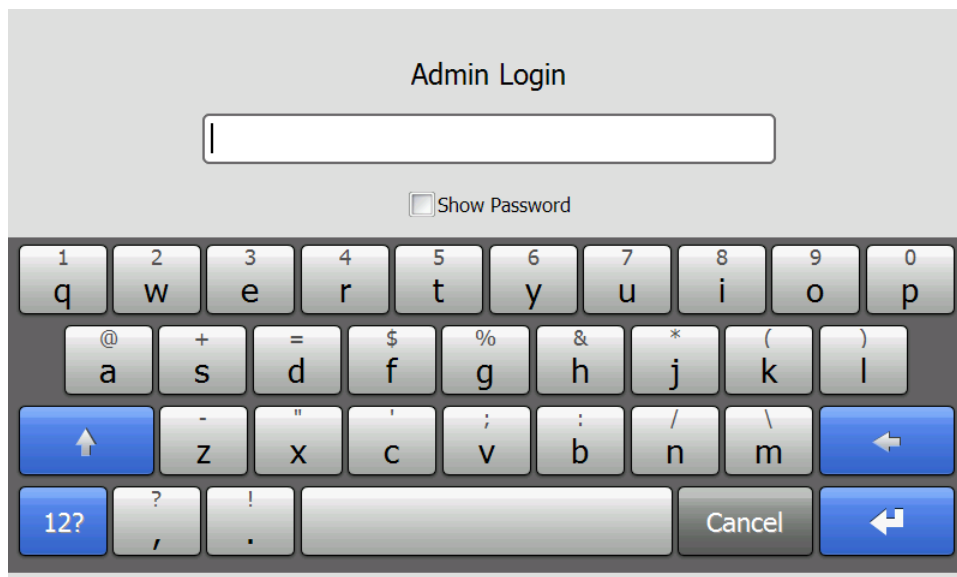 Admin Login
Show Password
1 2 3 4 5 6 7 8 9 0
q w e r t y u i o p
@ + = $ % & * ( )
a s d f g h j k l
- " ' ; : / \
z x c v b n m
? !
12? , . Cancel